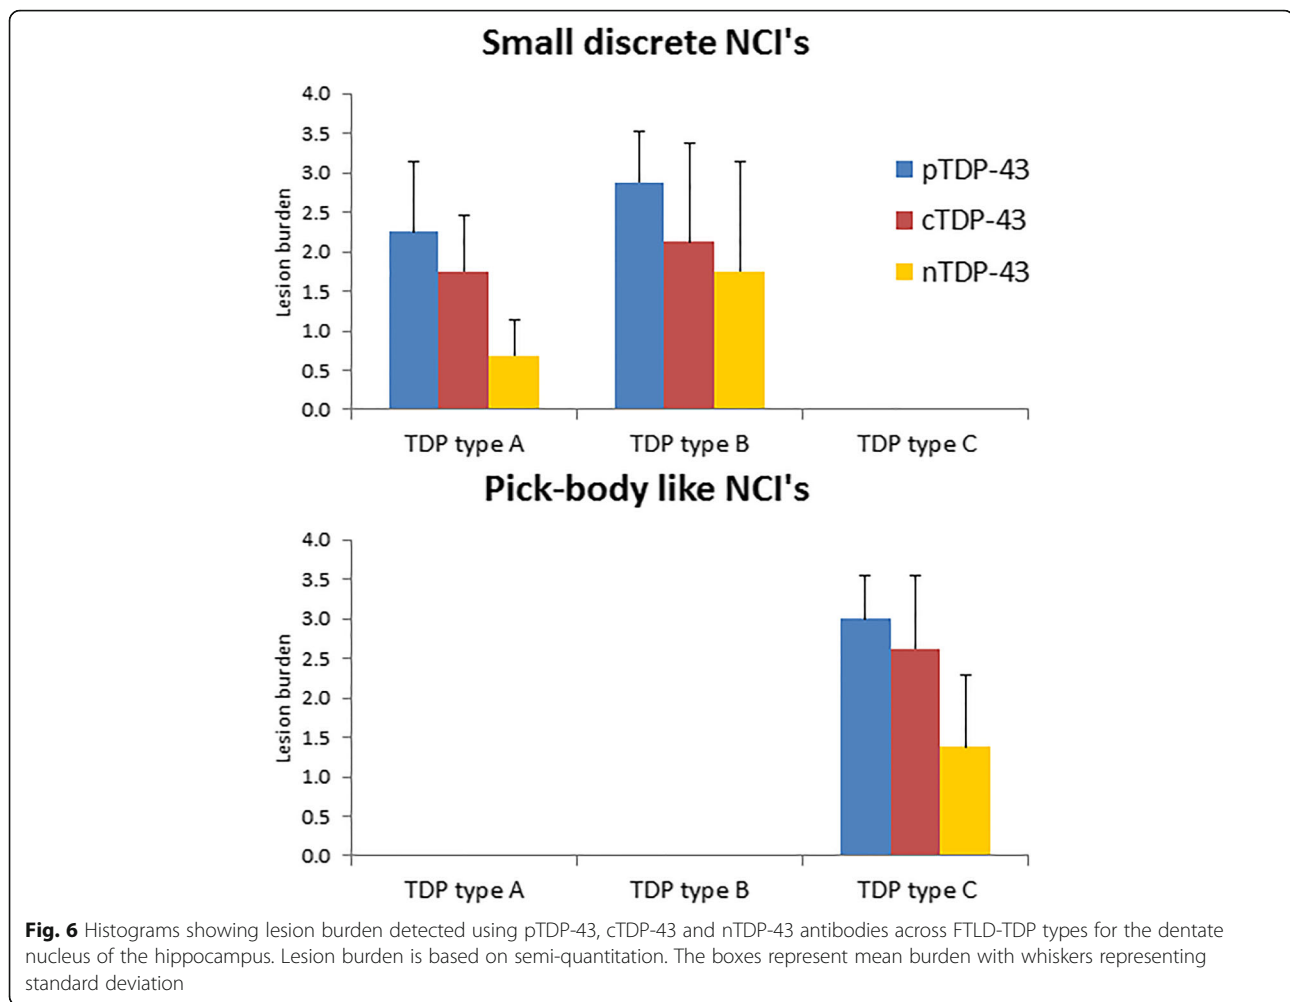 Small discrete NCI's
4.0
3.5
3.0
2.5
2.0
1.5
1.0
0.5
0.0
Lesion burden
pTDP-43
cTDP-43
nTDP-43
TDP type A TDP type B TDP type C
Pick-body like NCI's
4.0
3.5
3.0
2.5
2.0
1.5
1.0
0.5
0.0
Lesion burden
TDP type A TDP type B TDP type C
Fig. 6 Histograms showing lesion burden detected using pTDP-43, cTDP-43 and nTDP-43 antibodies across FTLD-TDP types for the dentate
nucleus of the hippocampus. Lesion burden is based on semi-quantitation. The boxes represent mean burden with whiskers representing
standard deviation